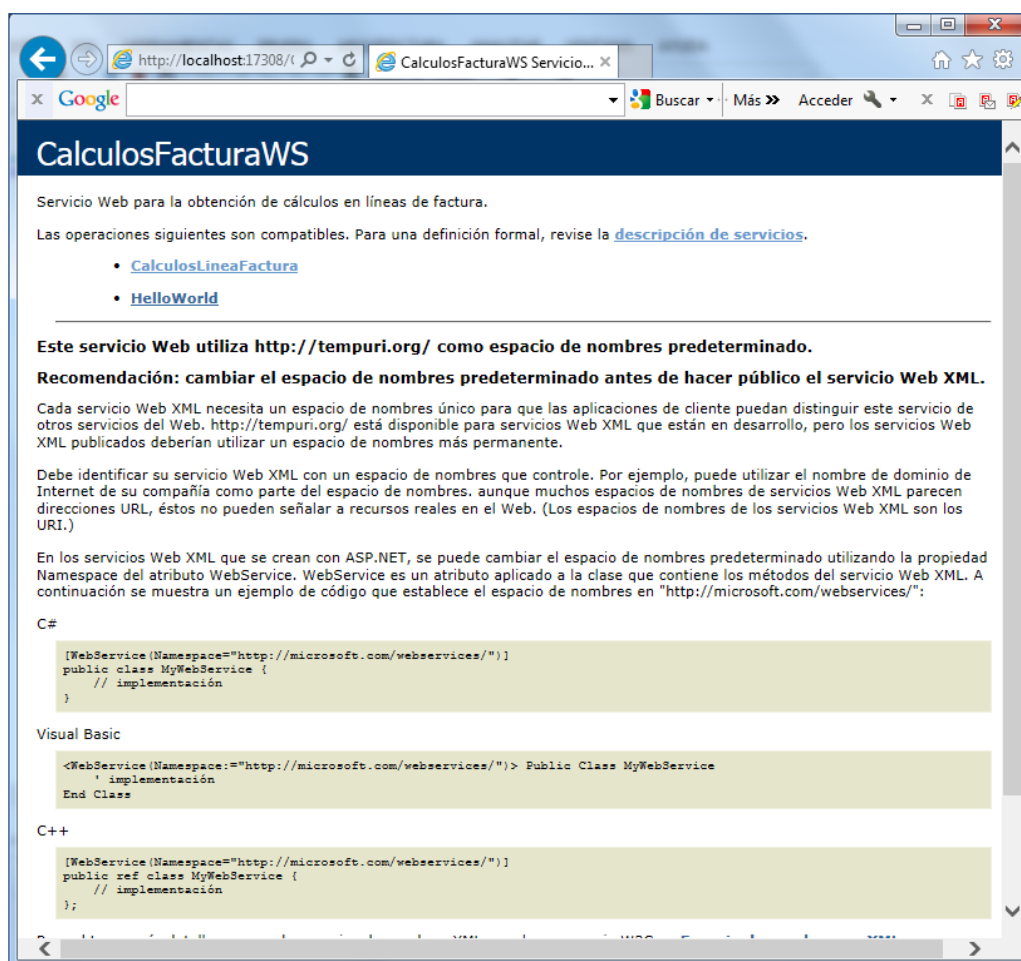 http://localhost:17308/(
CalculosFacturaWS Servicio...
Google
Buscar
Más »
Acceder
CalculosFacturaWS
Servicio Web para la obtención de cálculos en líneas de factura.
Las operaciones siguientes son compatibles. Para una definición formal, revise la descripción de servicios.
• CalculosLineaFactura
• HelloWorld
Este servicio Web utiliza http://tempuri.org/ como espacio de nombres predeterminado.
Recomendación: cambiar el espacio de nombres predeterminado antes de hacer público el servicio Web XML.
Cada servicio Web XML necesita un espacio de nombres único para que las aplicaciones de cliente puedan distinguir este servicio de
otros servicios del Web. http://tempuri.org/ está disponible para servicios Web XML que están en desarrollo, pero los servicios Web
XML publicados deberían utilizar un espacio de nombres más permanente.
Debe identificar su servicio Web XML con un espacio de nombres que controle. Por ejemplo, puede utilizar el nombre de dominio de
Internet de su compañía como parte del espacio de nombres. aunque muchos espacios de nombres de servicios Web XML parecen
direcciones URL, éstos no pueden señalar a recursos reales en el Web. (Los espacios de nombres de los servicios Web XML son los
URI.)
En los servicios Web XML que se crean con ASP.NET, se puede cambiar el espacio de nombres predeterminado utilizando la propiedad
Namespace del atributo WebService. WebService es un atributo aplicado a la clase que contiene los métodos del servicio Web XML. A
continuación se muestra un ejemplo de código que establece el espacio de nombres en "http://microsoft.com/webservices/":
C#
[WebService(Namespace="http://microsoft.com/webservices/")]
public class MyWebService {
// implementación
}
Visual Basic
<WebService(Namespace:="http://microsoft.com/webservices/")> Public Class MyWebService
' implementación
End Class
C++
[WebService(Namespace="http://microsoft.com/webservices/")]
public ref class MyWebService {
// implementación
};